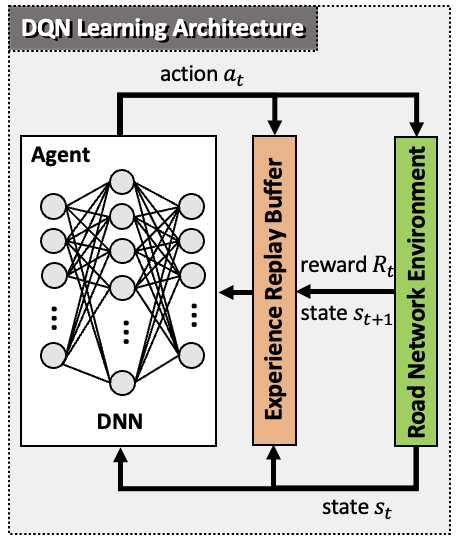 DQN Learning Architecture
action a_t
Agent
DNN
Experience Replay Buffer
reward R_t
state s_{t+1}
Road Network Environment
state s_t